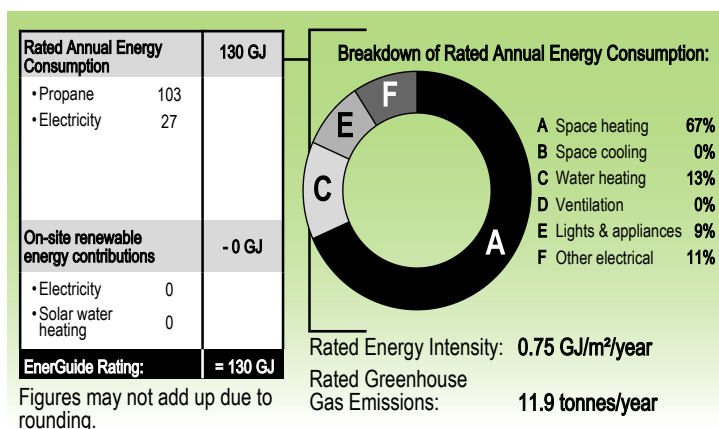 Rated Annual Energy
Consumption
130 GJ
• Propane 103
• Electricity 27
On-site renewable
energy contributions
- 0 GJ
• Electricity 0
• Solar water
heating 0
EnerGuide Rating: = 130 GJ
Figures may not add up due to
rounding.
Breakdown of Rated Annual Energy Consumption:
F
E
C
A
A Space heating 67%
B Space cooling 0%
C Water heating 13%
D Ventilation 0%
E Lights & appliances 9%
F Other electrical 11%
Rated Energy Intensity: 0.75 GJ/m²/year
Rated Greenhouse
Gas Emissions: 11.9 tonnes/year